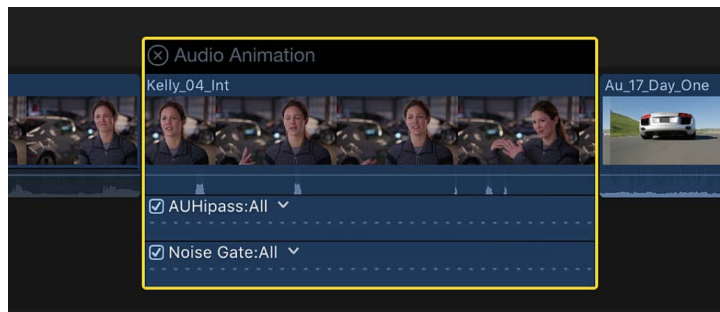 Audio Animation
Kelly_04_Int
Au_17_Day_One
AUHipass:All
Noise Gate:All